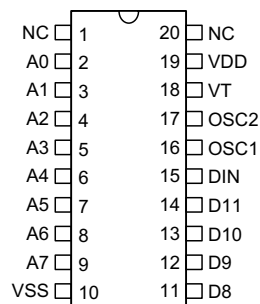 NC 1 20 NC
A0 2 19 VDD
A1 3 18 VT
A2 4 17 OSC2
A3 5 16 OSC1
A4 6 15 DIN
A5 7 14 D11
A6 8 13 D10
A7 9 12 D9
VSS 10 11 D8